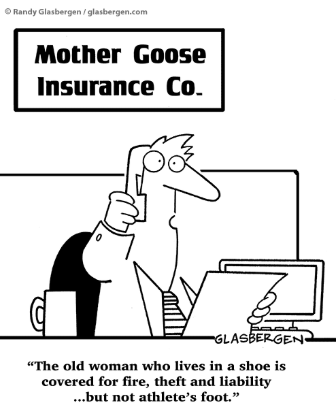 © Randy Glasbergen / glasbergen.com
Mother Goose
Insurance Co.
GLASBERGEN
“The old woman who lives in a shoe is
covered for fire, theft and liability
...but not athlete’s foot.”